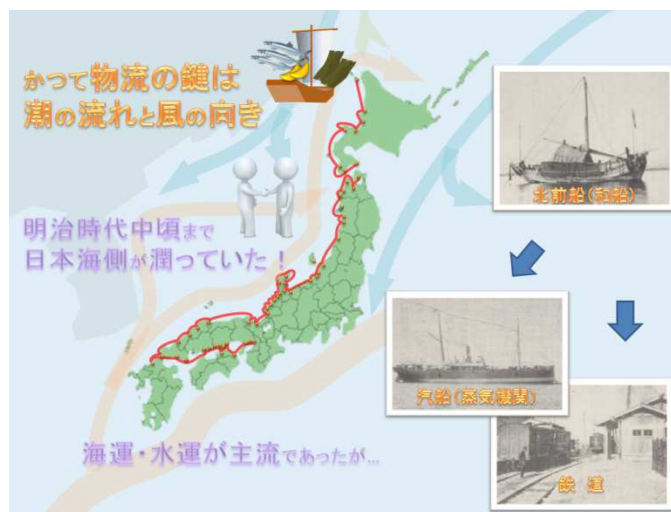 かつて物流の鍵は
潮の流れと風の向き
明治時代中頃まで
日本海側が潤っていた！
海運・水運が主流であったが...
北前船（和船）
汽船（蒸気機関）
鉄道